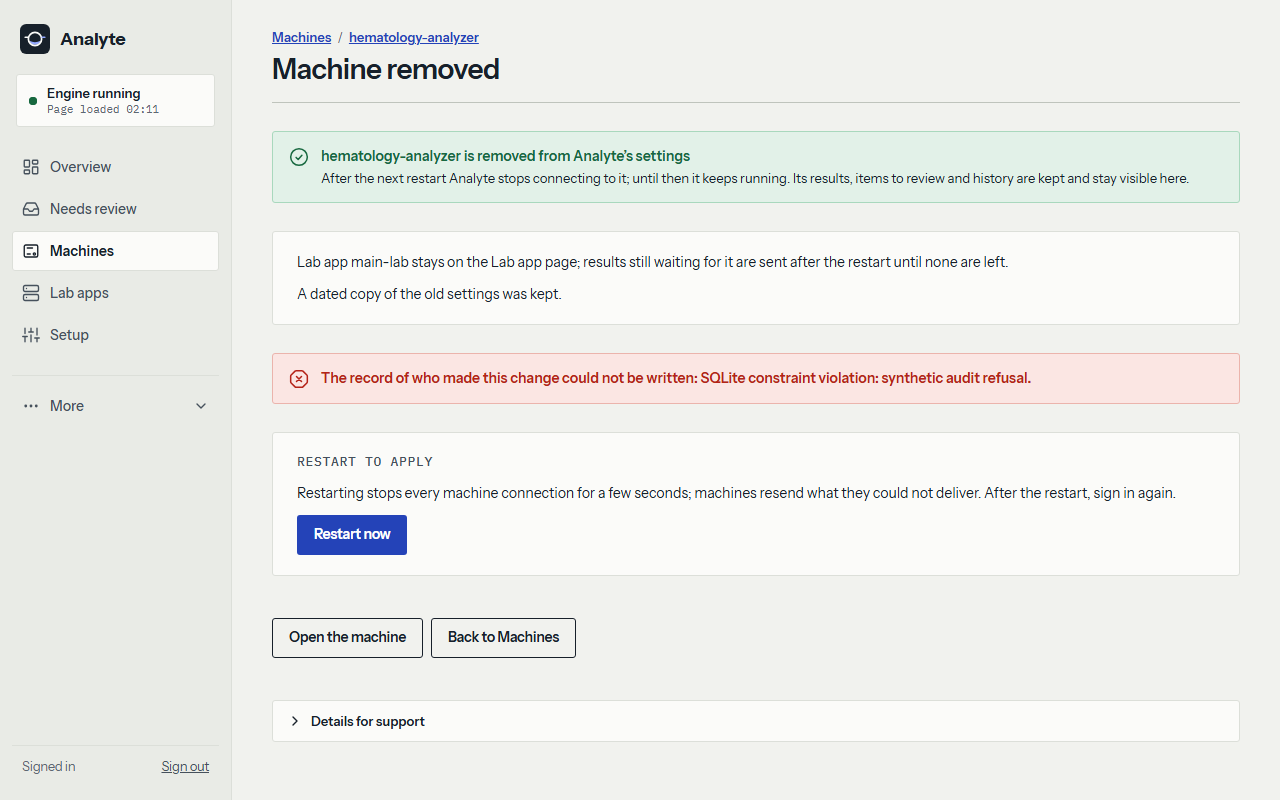 Analyte
Engine running
Page loaded 02:11
Overview
Needs review
Machines
Lab apps
Setup
More
Signed in
Sign out
Machines / hematology-analyzer
Machine removed
hematology-analyzer is removed from Analyte’s settings
After the next restart Analyte stops connecting to it; until then it keeps running. Its results, items to review and history are kept and stay visible here.
Lab app main-lab stays on the Lab app page; results still waiting for it are sent after the restart until none are left.
A dated copy of the old settings was kept.
The record of who made this change could not be written: SQLite constraint violation: synthetic audit refusal.
RESTART TO APPLY
Restarting stops every machine connection for a few seconds; machines resend what they could not deliver. After the restart, sign in again.
Restart now
Open the machine
Back to Machines
Details for support